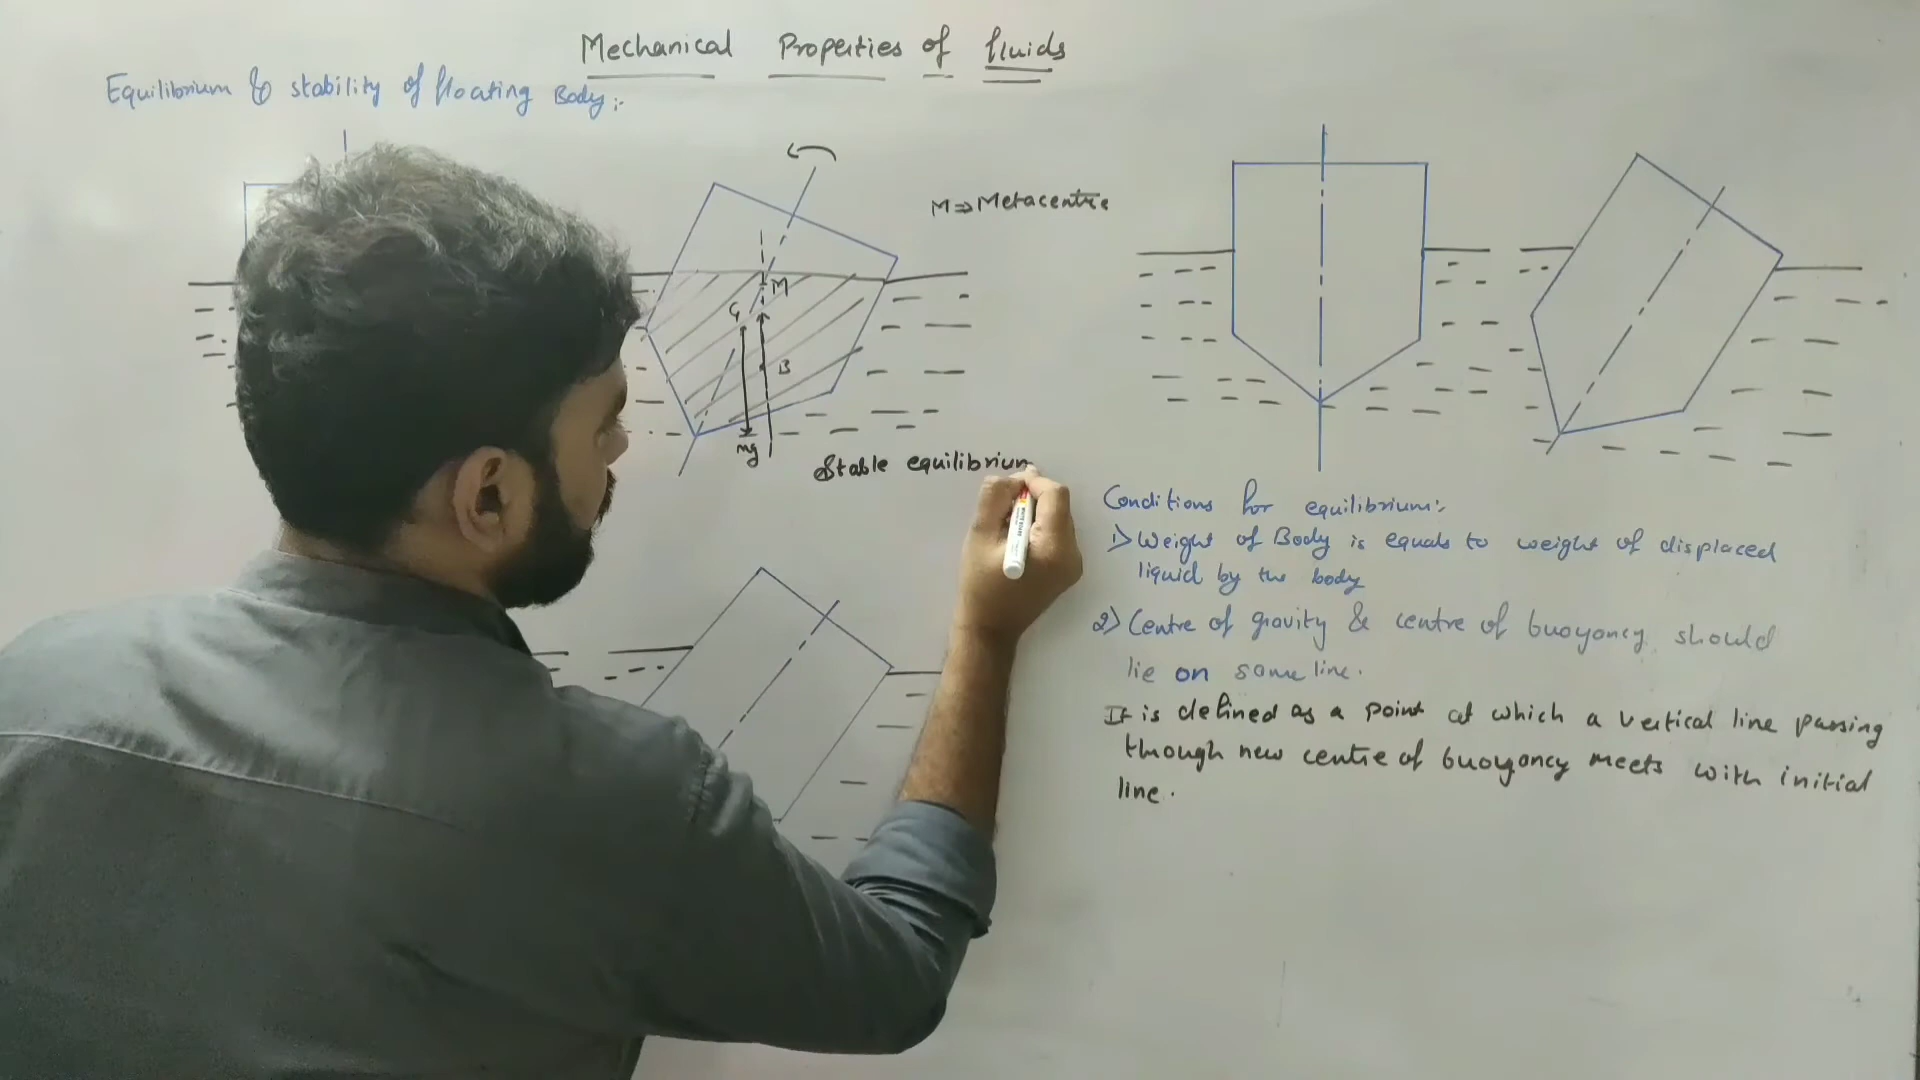 Mechanical Properties of fluids
Equilibrium & stability of floating Body:-
M⇒Metacentre
M
G
B
mg
Stable equilibrium
Conditions for equilibrium:-
1) Weight of Body is equals to weight of displaced
liquid by the body
2) Centre of gravity & centre of buoyancy should
lie on same line.
It is defined as a point at which a vertical line passing
through new centre of buoyancy meets with initial
line.